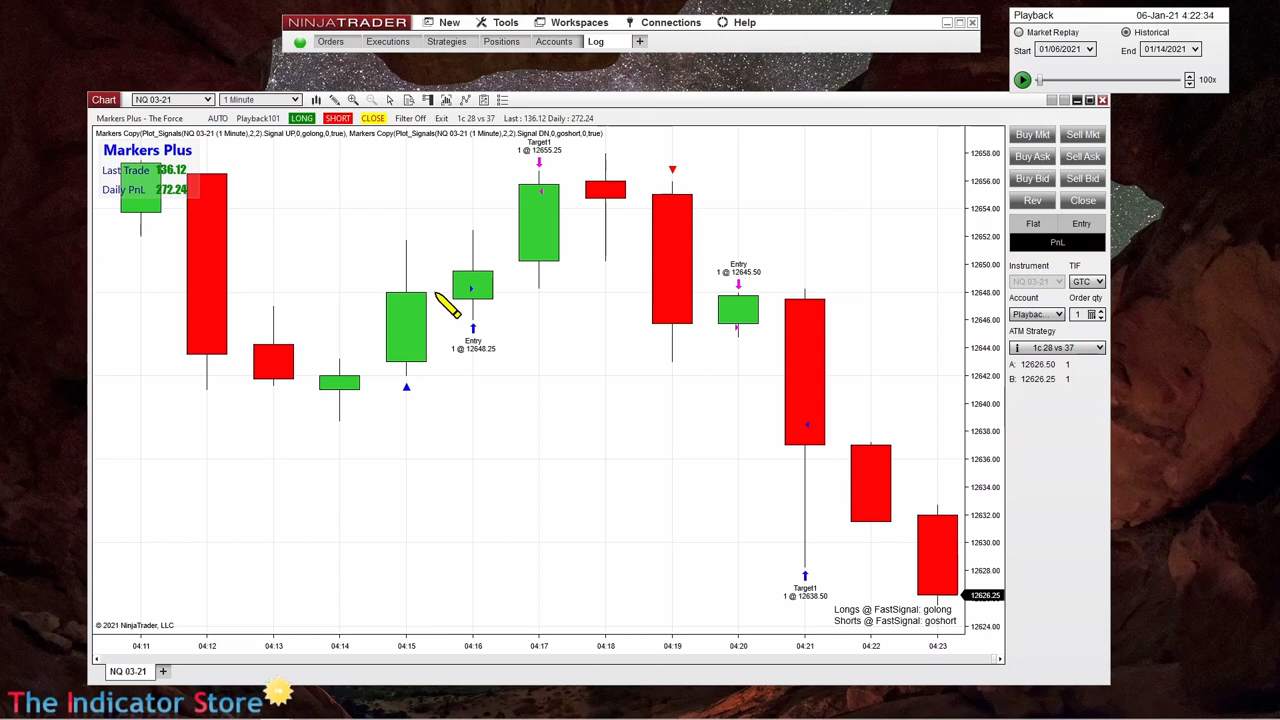 NINJATRADER New Tools Workspaces Connections Help
Orders Executions Strategies Positions Accounts Log +
Playback 06-Jan-21 4:22:34
Market Replay Historical
Start 01/06/2021 End 01/14/2021
100x
Chart NQ 03-21 1 Minute
Markers Plus - The Force AUTO Playback101 LONG SHORT CLOSE Filter Off Exit 1c 28 vs 37 Last : 136.12 Daily : 272.24
Markers Copy(Plot_Signals(NQ 03-21 (1 Minute),2,2).Signal UP,0,golong,0,true), Markers Copy(Plot_Signals(NQ 03-21 (1 Minute),2,2).Signal DN,0,goshort,0,true)
Markers Plus
Last Trade 136.12
Daily PnL 272.24
Target1
1 @ 12655.25
Entry
1 @ 12645.50
Entry
1 @ 12648.25
Target1
1 @ 12638.50
Longs @ FastSignal: golong
Shorts @ FastSignal: goshort
© 2021 NinjaTrader, LLC
12658.00
12656.00
12654.00
12652.00
12650.00
12648.00
12646.00
12644.00
12642.00
12640.00
12638.00
12636.00
12634.00
12632.00
12630.00
12628.00
12626.25
12624.00
04:11 04:12 04:13 04:14 04:15 04:16 04:17 04:18 04:19 04:20 04:21 04:22 04:23
NQ 03-21 +
Buy Mkt Sell Mkt
Buy Ask Sell Ask
Buy Bid Sell Bid
Rev Close
Flat Entry
PnL
Instrument TIF
NQ 03-21 GTC
Account Order qty
Playbac... 1
ATM Strategy
1c 28 vs 37
A: 12626.50 1
B: 12626.25 1
The Indicator Store